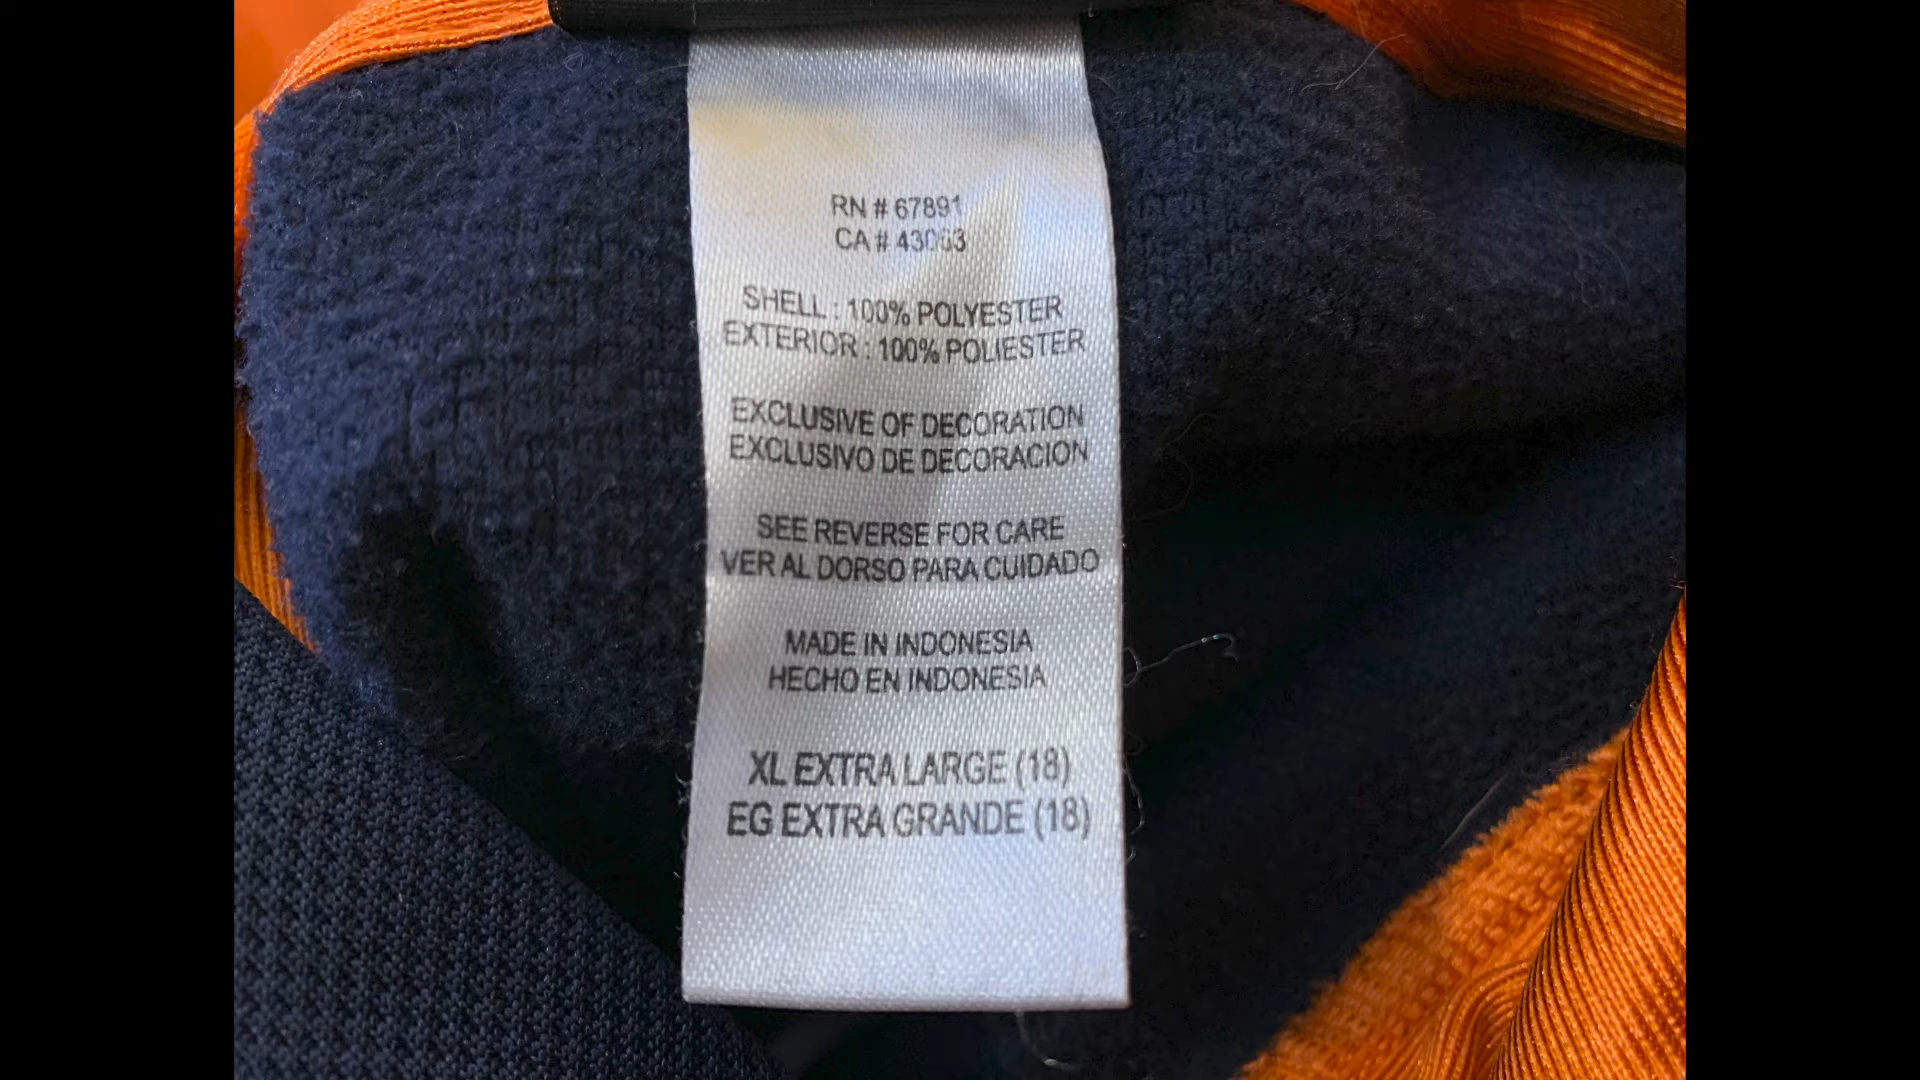 RN # 67891
CA #
SHELL : 100% POLYESTER
EXTERIOR : 100% POLIESTER
EXCLUSIVE OF DECORATION
EXCLUSIVO DE DECORACION
SEE REVERSE FOR CARE
VER AL DORSO PARA CUIDADO
MADE IN INDONESIA
HECHO EN INDONESIA
XL EXTRA LARGE (18)
EG EXTRA GRANDE (18)